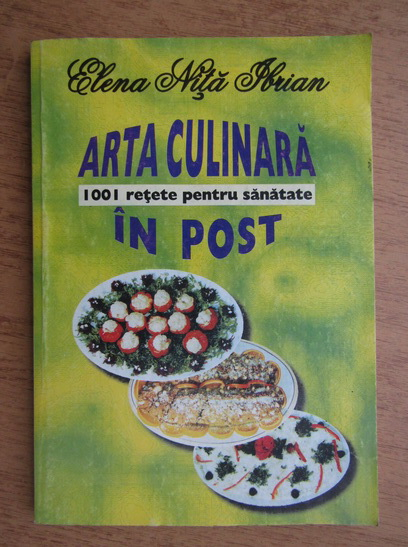 Elena Niță Ibrian
ARTA CULINARĂ
1001 rețete pentru sănătate
ÎN POST